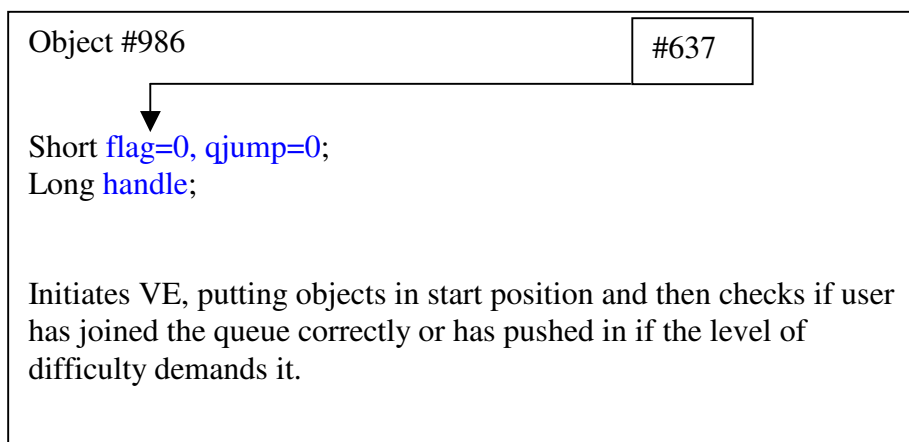 Object #986
#637
Short flag=0, qjump=0;
Long handle;
Initiates VE, putting objects in start position and then checks if user
has joined the queue correctly or has pushed in if the level of
difficulty demands it.